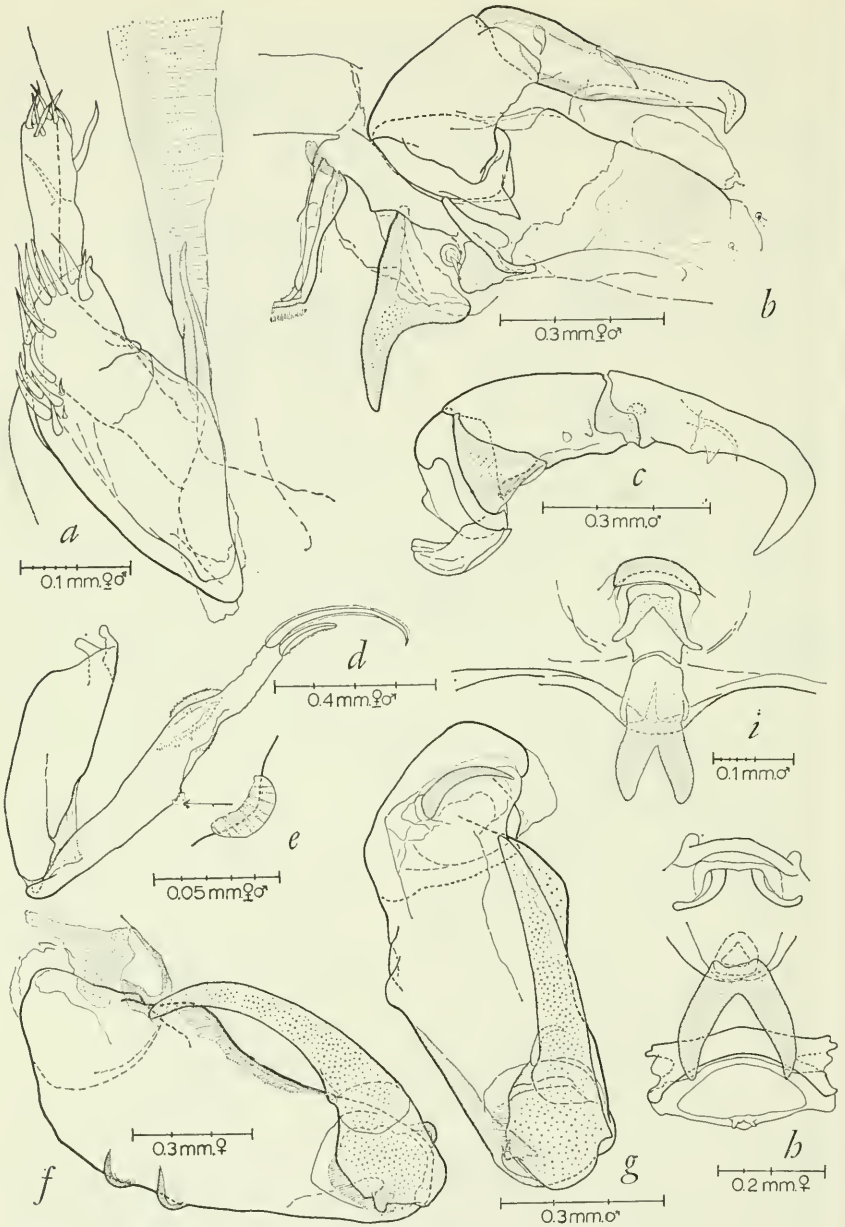 b
0.3 mm. ♀♂
c
0.3 mm. ♂
a
0.1 mm. ♀♂
d
0.4 mm. ♀♂
i
0.1 mm. ♂
e
0.05 mm. ♀♂
f
0.3 mm. ♀
g
0.3 mm. ♂
h
0.2 mm. ♀